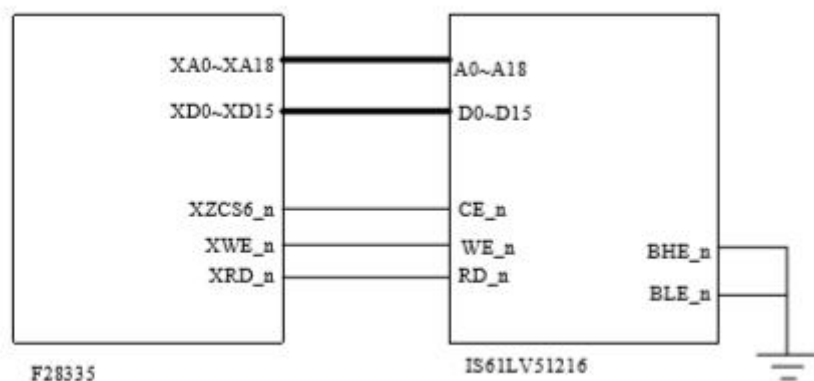 XA0~XA18
A0~A18
XD0~XD15
D0~D15
XZCS6_n
CE_n
XWE_n
WE_n
BHE_n
XRD_n
RD_n
BLE_n
F28335
IS61LV51216